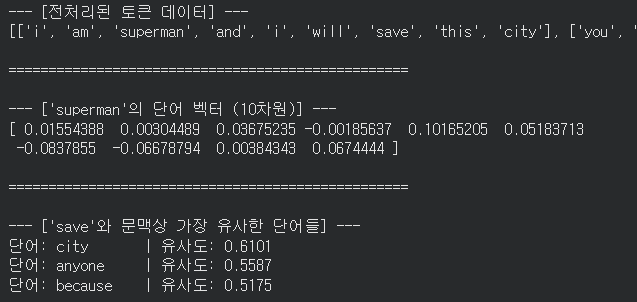 --- [전처리된 토큰 데이터] ---
[['i', 'am', 'superman', 'and', 'i', 'will', 'save', 'this', 'city'], ['you', '
==================================================
--- ['superman'의 단어 벡터 (10차원)] ---
[ 0.01554388  0.00304489  0.03675235 -0.00185637  0.10165205  0.05183713
 -0.0837855  -0.06678794  0.00384343  0.0674444 ]
==================================================
--- ['save'와 문맥상 가장 유사한 단어들] ---
단어: city       | 유사도: 0.6101
단어: anyone     | 유사도: 0.5587
단어: because    | 유사도: 0.5175